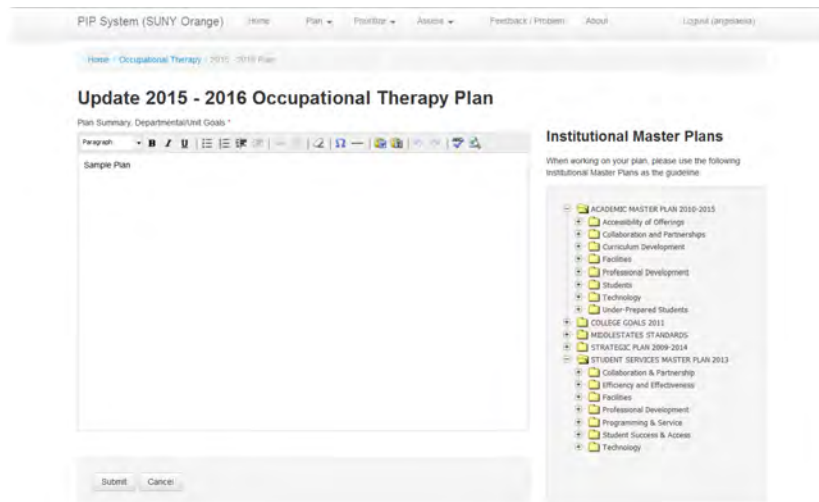 PIP System (SUNY Orange) Home Plan Prioritize Assess Feedback / Problem About Logout (angelaelia)
Home / Occupational Therapy / 2015 - 2016 Plan
Update 2015 - 2016 Occupational Therapy Plan
Plan Summary, Departmental/Unit Goals *
Paragraph B I U Ω
Sample Plan
Submit Cancel
Institutional Master Plans
When working on your plan, please use the following
Institutional Master Plans as the guideline.
ACADEMIC MASTER PLAN 2010-2015
Accessibility of Offerings
Collaboration and Partnerships
Curriculum Development
Facilities
Professional Development
Students
Technology
Under-Prepared Students
COLLEGE GOALS 2011
MIDDLESTATES STANDARDS
STRATEGIC PLAN 2009-2014
STUDENT SERVICES MASTER PLAN 2013
Collaboration & Partnership
Efficiency and Effectiveness
Facilities
Professional Development
Programming & Service
Student Success & Access
Technology